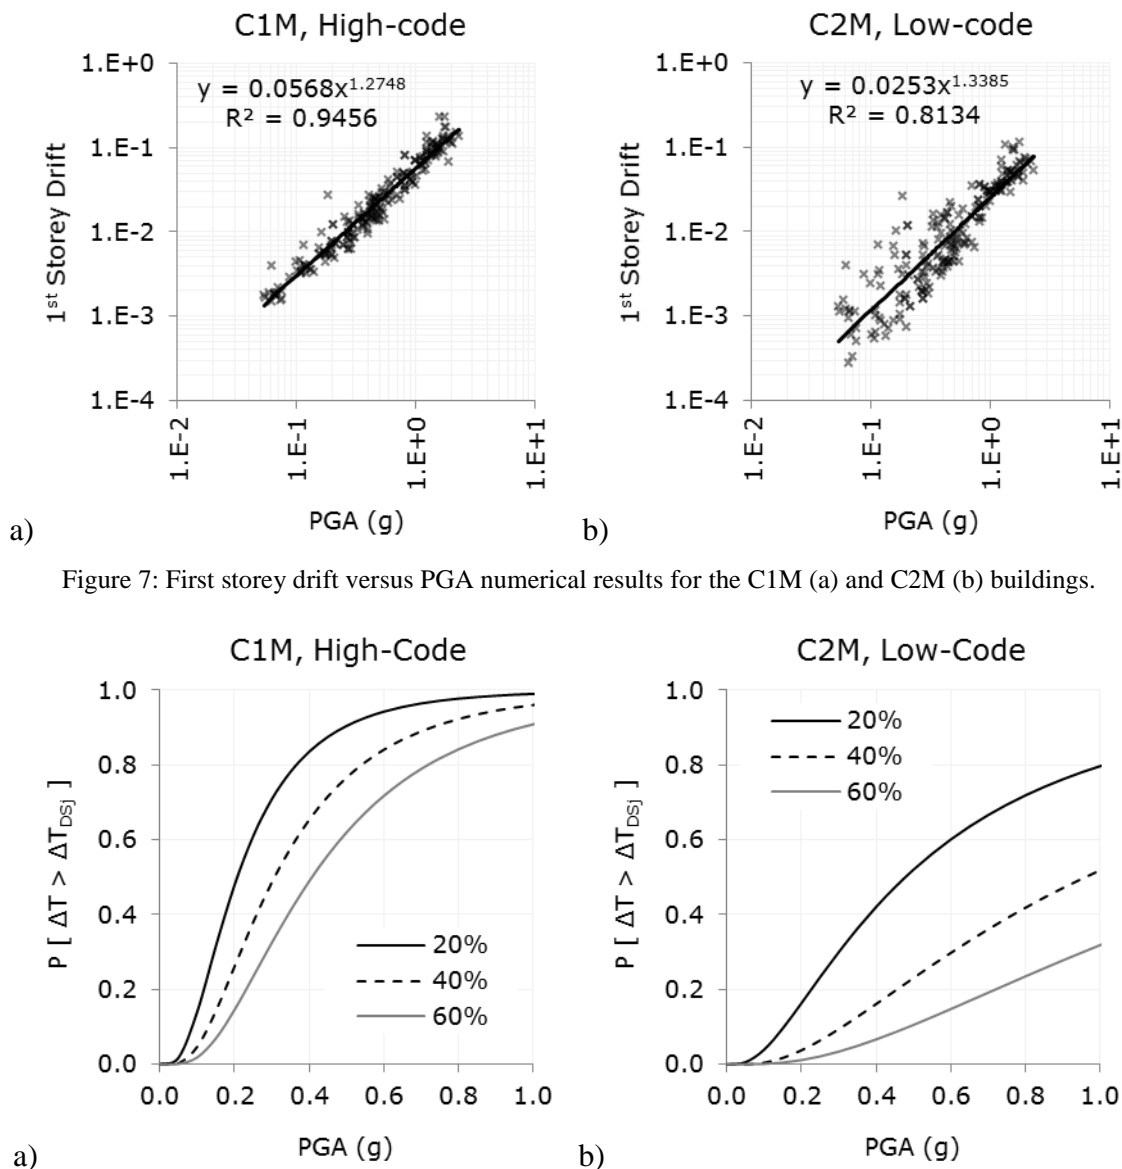 C1M, High-code
y = 0.0568x^1.2748
R² = 0.9456
1.E+0
1.E-1
1.E-2
1.E-3
1.E-4
1st Storey Drift
1.E-2
1.E-1
1.E+0
1.E+1
PGA (g)
a)
C2M, Low-code
y = 0.0253x^1.3385
R² = 0.8134
1.E+0
1.E-1
1.E-2
1.E-3
1.E-4
1st Storey Drift
1.E-2
1.E-1
1.E+0
1.E+1
PGA (g)
b)
Figure 7: First storey drift versus PGA numerical results for the C1M (a) and C2M (b) buildings.
C1M, High-Code
1.0
0.8
0.6
0.4
0.2
0.0
P [ ΔT > ΔT_DSj ]
20%
40%
60%
0.0 0.2 0.4 0.6 0.8 1.0
PGA (g)
a)
C2M, Low-Code
1.0
0.8
0.6
0.4
0.2
0.0
P [ ΔT > ΔT_DSj ]
20%
40%
60%
0.0 0.2 0.4 0.6 0.8 1.0
PGA (g)
b)